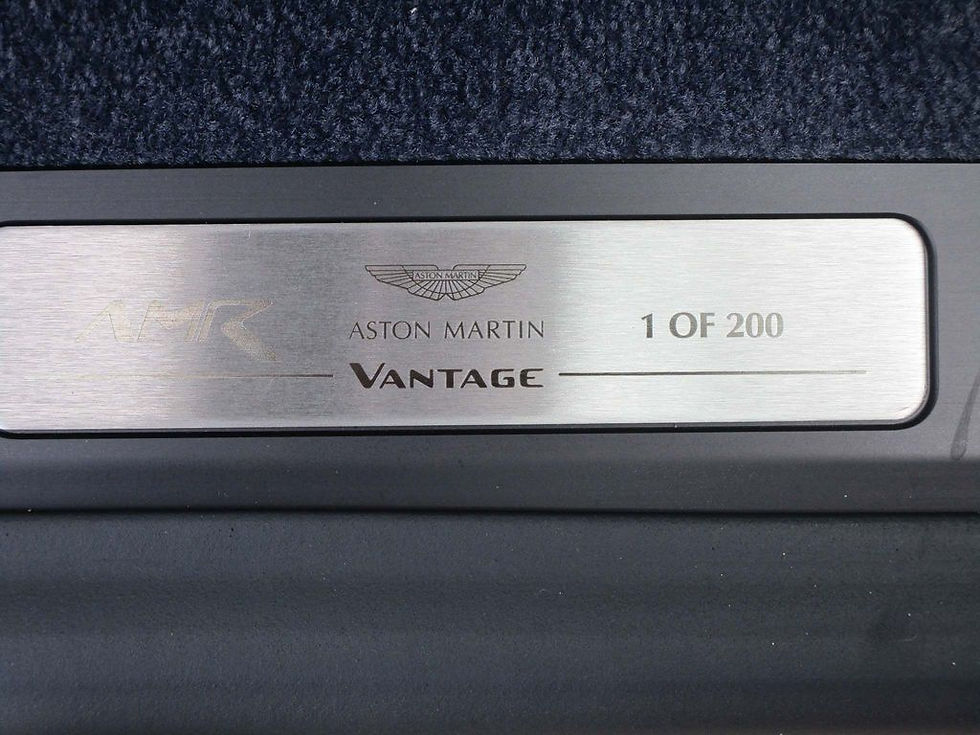 ASTON MARTIN
AMR
ASTON MARTIN
1 OF 200
VANTAGE